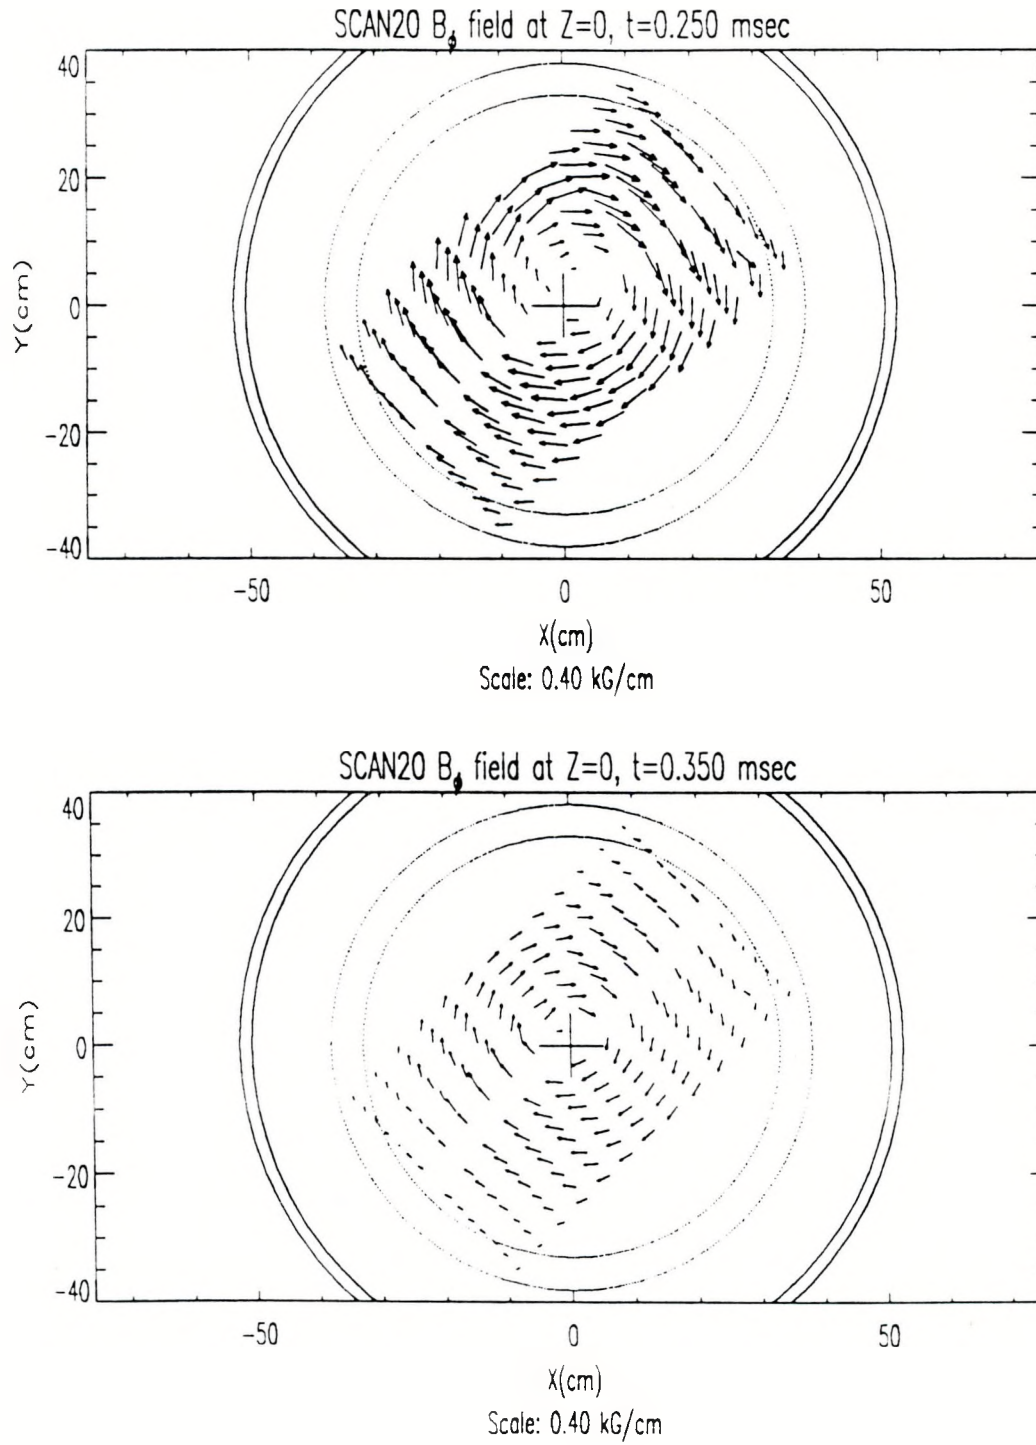 SCAN20 Bϕ field at Z=0, t=0.250 msec
40
20
0
-20
-40
Y(cm)
-50 0 50
X(cm)
Scale: 0.40 kG/cm
SCAN20 Bϕ field at Z=0, t=0.350 msec
40
20
0
-20
-40
Y(cm)
-50 0 50
X(cm)
Scale: 0.40 kG/cm